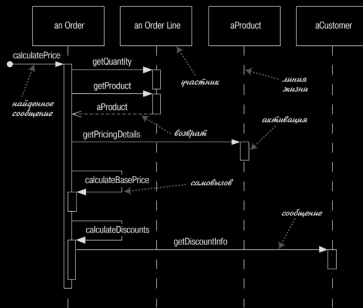 an Order
an Order Line
aProduct
aCustomer
calculatePrice
getQuantity
getProduct
участник
линия
жизни
найденное
сообщение
aProduct
возврат
активация
getPricingDetails
calculateBasePrice
самовызов
сообщение
calculateDiscounts
getDiscountInfo